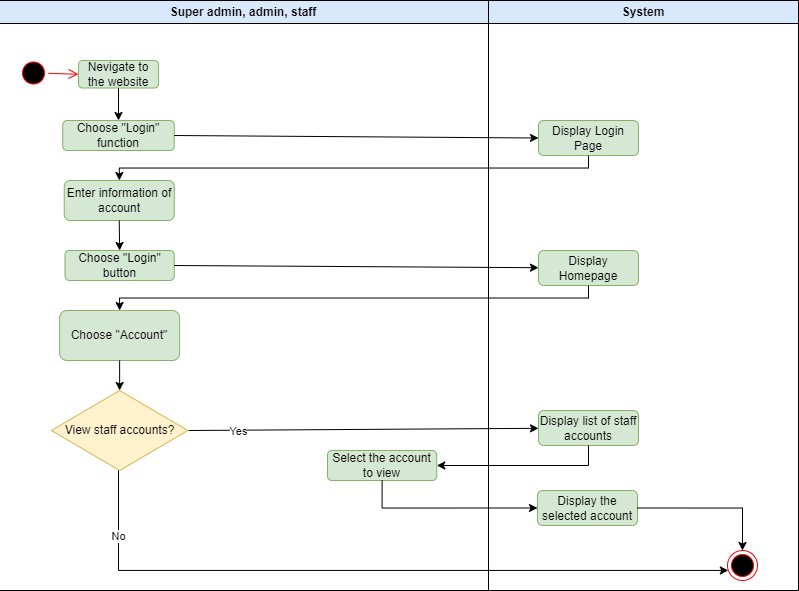 Super admin, admin, staff
System
Nevigate to
the website
Choose "Login"
function
Display Login
Page
Enter information of
account
Choose "Login"
button
Display
Homepage
Choose "Account"
View staff accounts?
Yes
Display list of staff
accounts
Select the account
to view
Display the
selected account
No